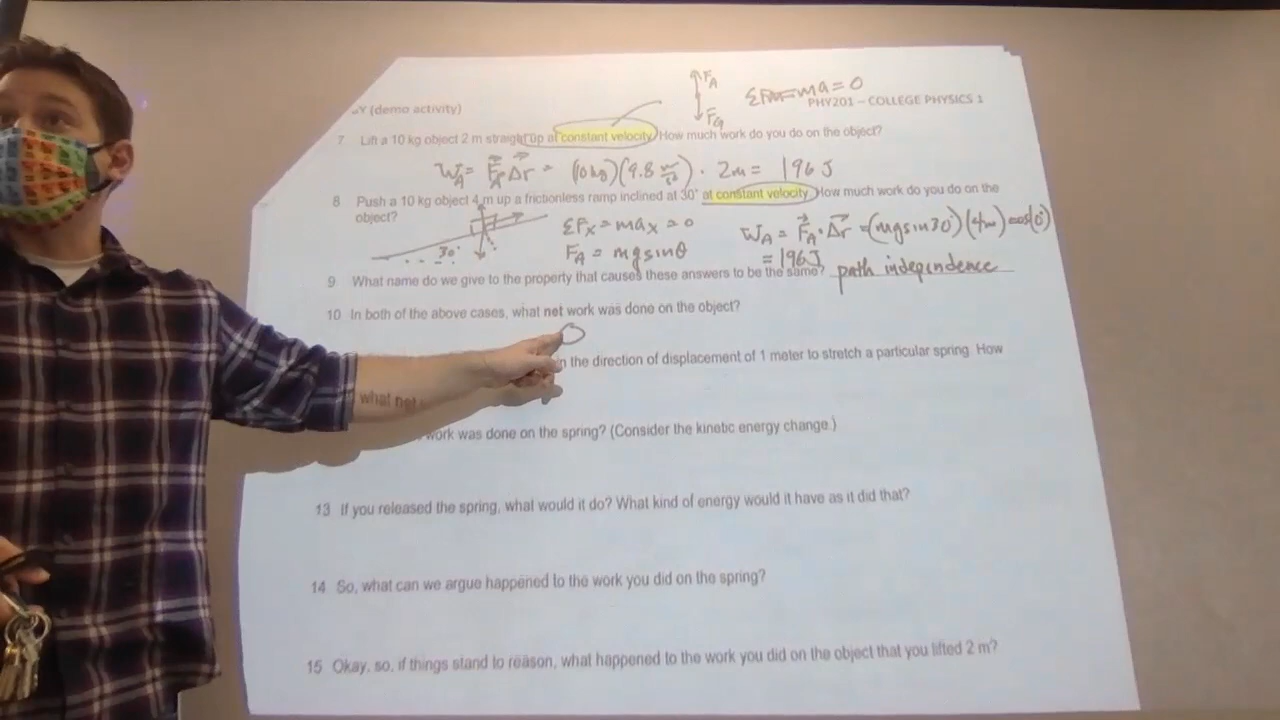 F_A
F_G
ΣF = ma = 0
PHY201 – COLLEGE PHYSICS 1
(demo activity)
7 Lift a 10 kg object 2 m straight up at constant velocity. How much work do you do on the object?
W_A = F_A Δr = (10 kg)(9.8 m/s²) · 2m = 196 J
8 Push a 10 kg object 4 m up a frictionless ramp inclined at 30° at constant velocity. How much work do you do on the
object?
30°
ΣFx = max = 0
F_A = mg sinθ
W_A = F_A · Δr = (mg sin 30°)(4m) cos(0°)
= 196 J
9 What name do we give to the property that causes these answers to be the same? path independence
10 In both of the above cases, what net work was done on the object?
0
the direction of displacement of 1 meter to stretch a particular spring. How
what net
work was done on the spring? (Consider the kinetic energy change.)
13 If you released the spring, what would it do? What kind of energy would it have as it did that?
14 So, what can we argue happened to the work you did on the spring?
15 Okay, so, if things stand to reason, what happened to the work you did on the object that you lifted 2 m?